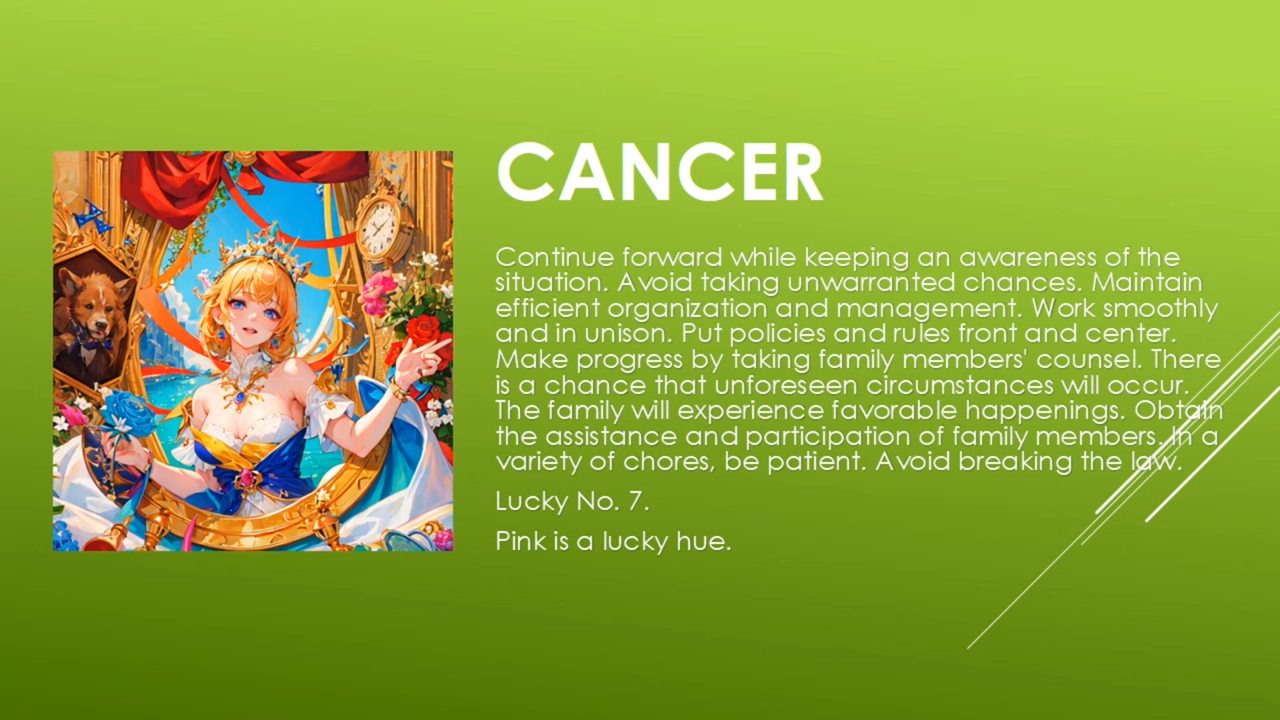 CANCER
Continue forward while keeping an awareness of the
situation. Avoid taking unwarranted chances. Maintain
efficient organization and management. Work smoothly
and in unison. Put policies and rules front and center.
Make progress by taking family members' counsel. There
is a chance that unforeseen circumstances will occur.
The family will experience favorable happenings. Obtain
the assistance and participation of family members. In a
variety of chores, be patient. Avoid breaking the law.
Lucky No. 7.
Pink is a lucky hue.